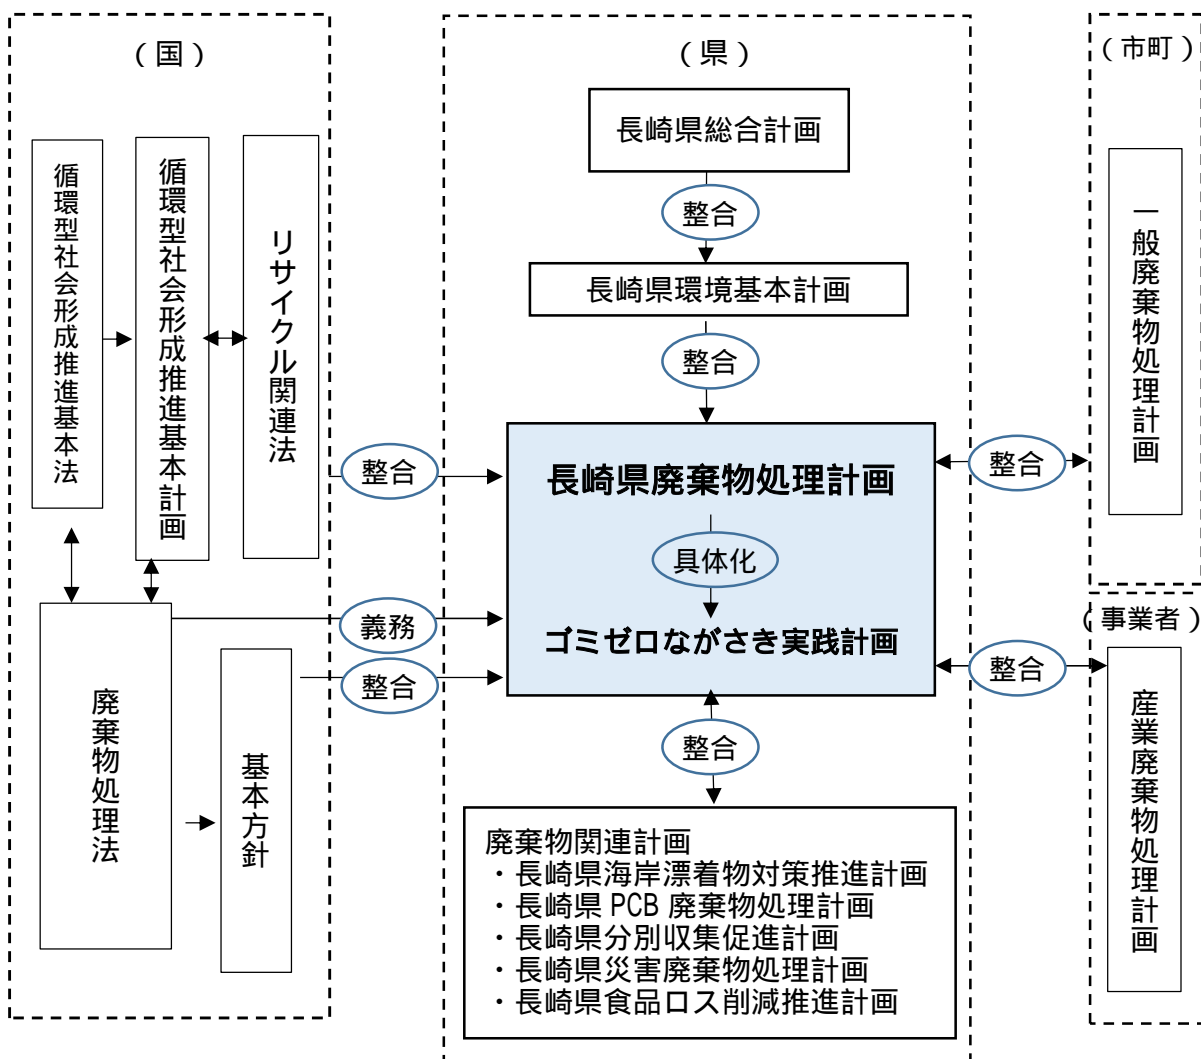 (国)
循環型社会形成推進基本法
循環型社会形成推進基本計画
リサイクル関連法
廃棄物処理法
基本方針
整合
義務
整合
(県)
長崎県総合計画
整合
長崎県環境基本計画
整合
長崎県廃棄物処理計画
具体化
ゴミゼロながさき実践計画
整合
廃棄物関連計画
・長崎県海岸漂着物対策推進計画
・長崎県 PCB 廃棄物処理計画
・長崎県分別収集促進計画
・長崎県災害廃棄物処理計画
・長崎県食品ロス削減推進計画
整合
整合
(市町)
一般廃棄物処理計画
(事業者)
産業廃棄物処理計画